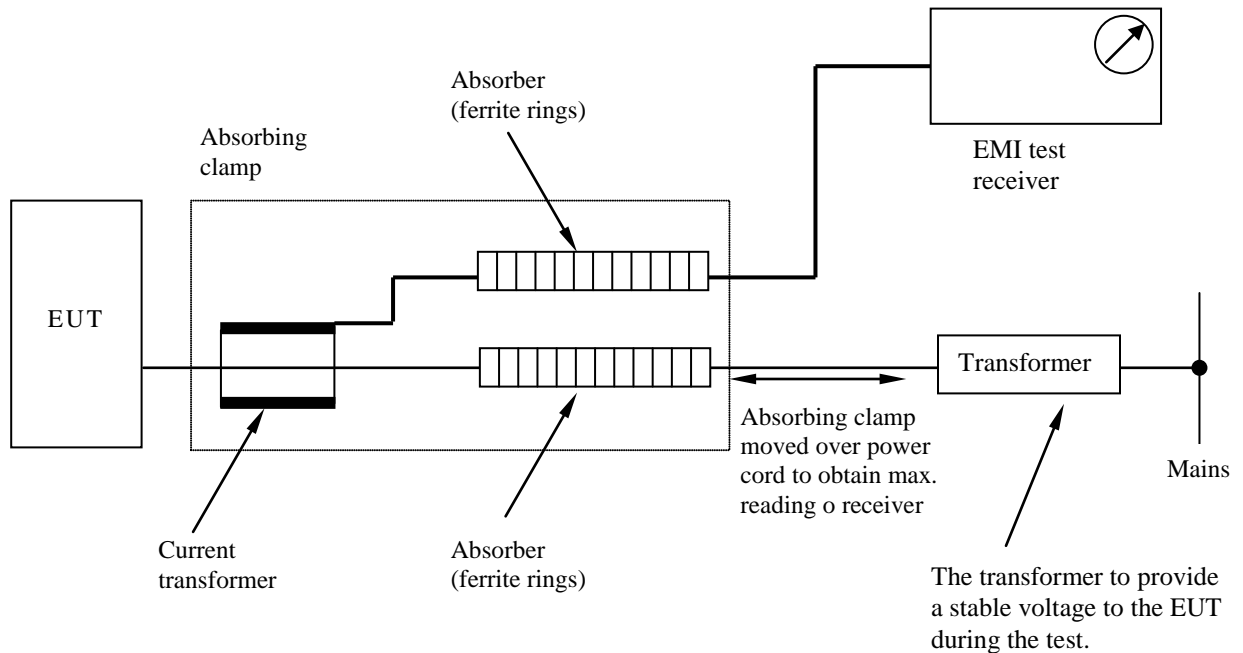 Absorber
(ferrite rings)
Absorbing
clamp
EMI test
receiver
EUT
Transformer
Absorbing clamp
moved over power
cord to obtain max.
reading o receiver
Mains
Current
transformer
Absorber
(ferrite rings)
The transformer to provide
a stable voltage to the EUT
during the test.